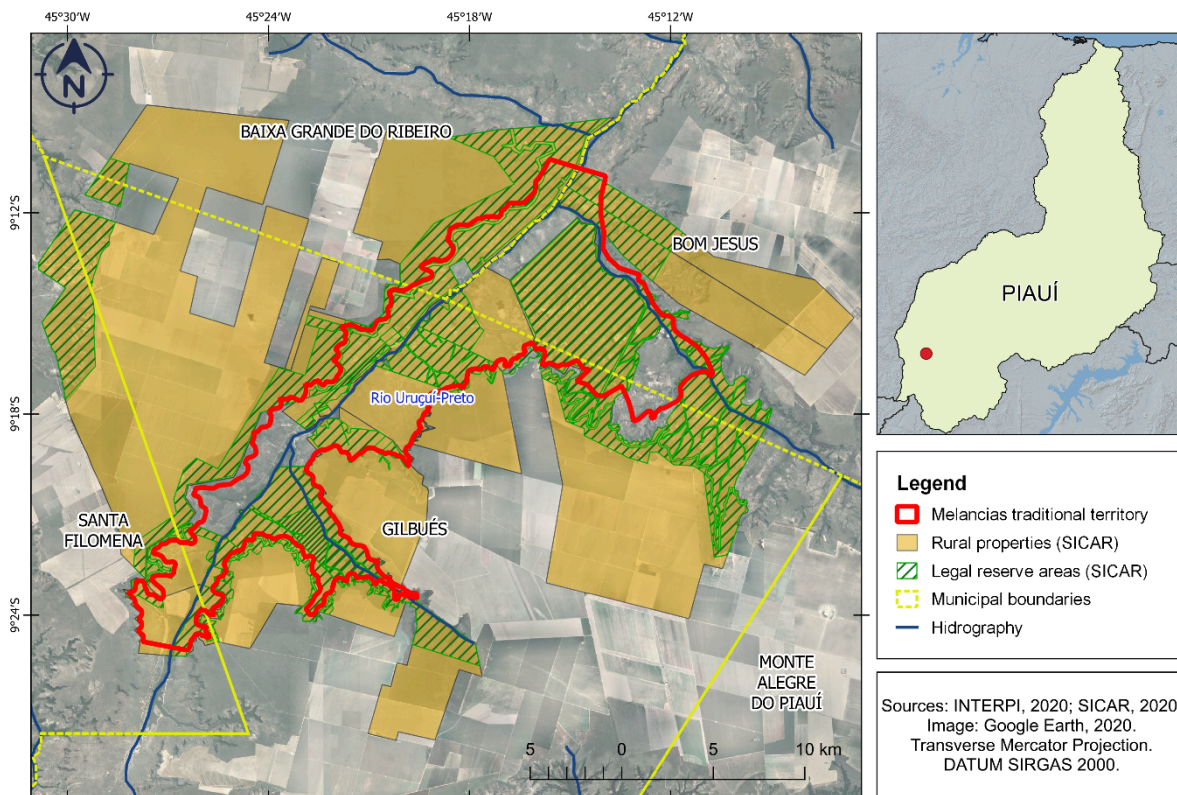 45°30'W 45°24'W 45°18'W 45°12'W
N
BAIXA GRANDE DO RIBEIRO
9°12'S
BOM JESUS
Rio Uruçuí-Preto
9°18'S
SANTA
FILOMENA
GILBUÉS
9°24'S
MONTE
ALEGRE
DO PIAUÍ
5 0 5 10 km
PIAUÍ
Legend
Melancias traditional territory
Rural properties (SICAR)
Legal reserve areas (SICAR)
Municipal boundaries
Hidrography
Sources: INTERPI, 2020; SICAR, 2020
Image: Google Earth, 2020.
Transverse Mercator Projection.
DATUM SIRGAS 2000.